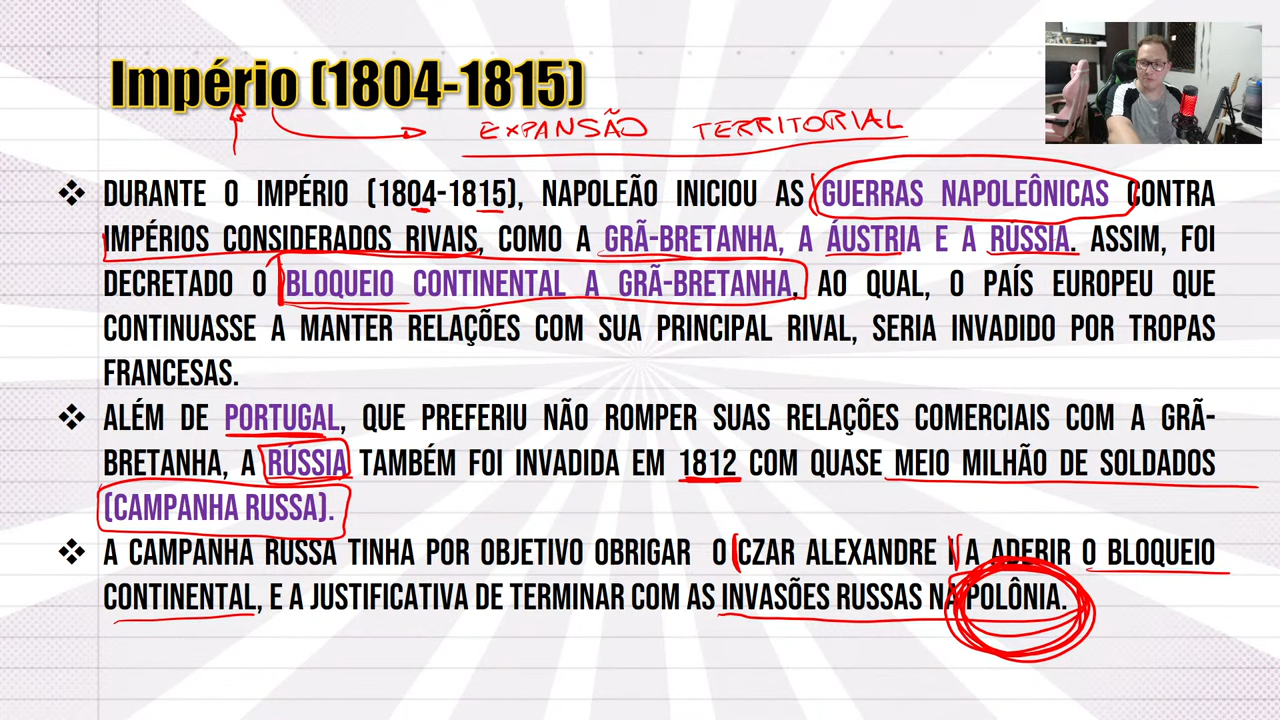 Império (1804-1815)
EXPANSÃO TERRITORIAL
❖ DURANTE O IMPÉRIO (1804-1815), NAPOLEÃO INICIOU AS GUERRAS NAPOLEÔNICAS CONTRA
IMPÉRIOS CONSIDERADOS RIVAIS, COMO A GRÃ-BRETANHA, A ÁUSTRIA E A RÚSSIA. ASSIM, FOI
DECRETADO O BLOQUEIO CONTINENTAL A GRÃ-BRETANHA, AO QUAL, O PAÍS EUROPEU QUE
CONTINUASSE A MANTER RELAÇÕES COM SUA PRINCIPAL RIVAL, SERIA INVADIDO POR TROPAS
FRANCESAS.
❖ ALÉM DE PORTUGAL, QUE PREFERIU NÃO ROMPER SUAS RELAÇÕES COMERCIAIS COM A GRÃ-
BRETANHA, A RÚSSIA TAMBÉM FOI INVADIDA EM 1812 COM QUASE MEIO MILHÃO DE SOLDADOS
(CAMPANHA RUSSA).
❖ A CAMPANHA RUSSA TINHA POR OBJETIVO OBRIGAR O CZAR ALEXANDRE I A ADERIR O BLOQUEIO
CONTINENTAL, E A JUSTIFICATIVA DE TERMINAR COM AS INVASÕES RUSSAS NA POLÔNIA.